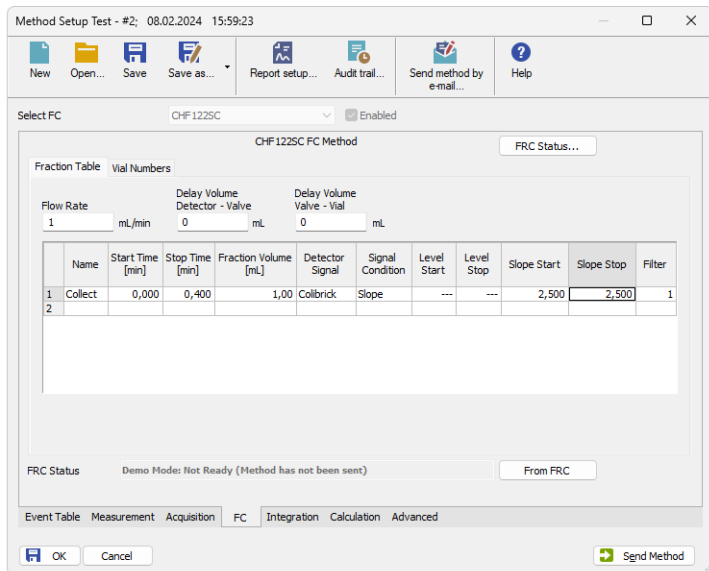 Method Setup Test - #2; 08.02.2024 15:59:23
New Open... Save Save as... Report setup... Audit trail... Send method by e-mail... Help
Select FC CHF122SC Enabled
CHF122SC FC Method
FRC Status...
Fraction Table Vial Numbers
Flow Rate
1 mL/min
Delay Volume
Detector - Valve
0 mL
Delay Volume
Valve - Vial
0 mL
Name Start Time [min] Stop Time [min] Fraction Volume [mL] Detector Signal Signal Condition Level Start Level Stop Slope Start Slope Stop Filter
1 Collect 0,000 0,400 1,00 Colibrick Slope --- --- 2,500 2,500 1
2
FRC Status Demo Mode: Not Ready (Method has not been sent) From FRC
Event Table Measurement Acquisition FC Integration Calculation Advanced
OK Cancel Send Method